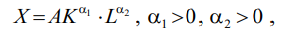 X = AK^{α₁} · L^{α₂} , α₁ > 0 , α₂ > 0 ,